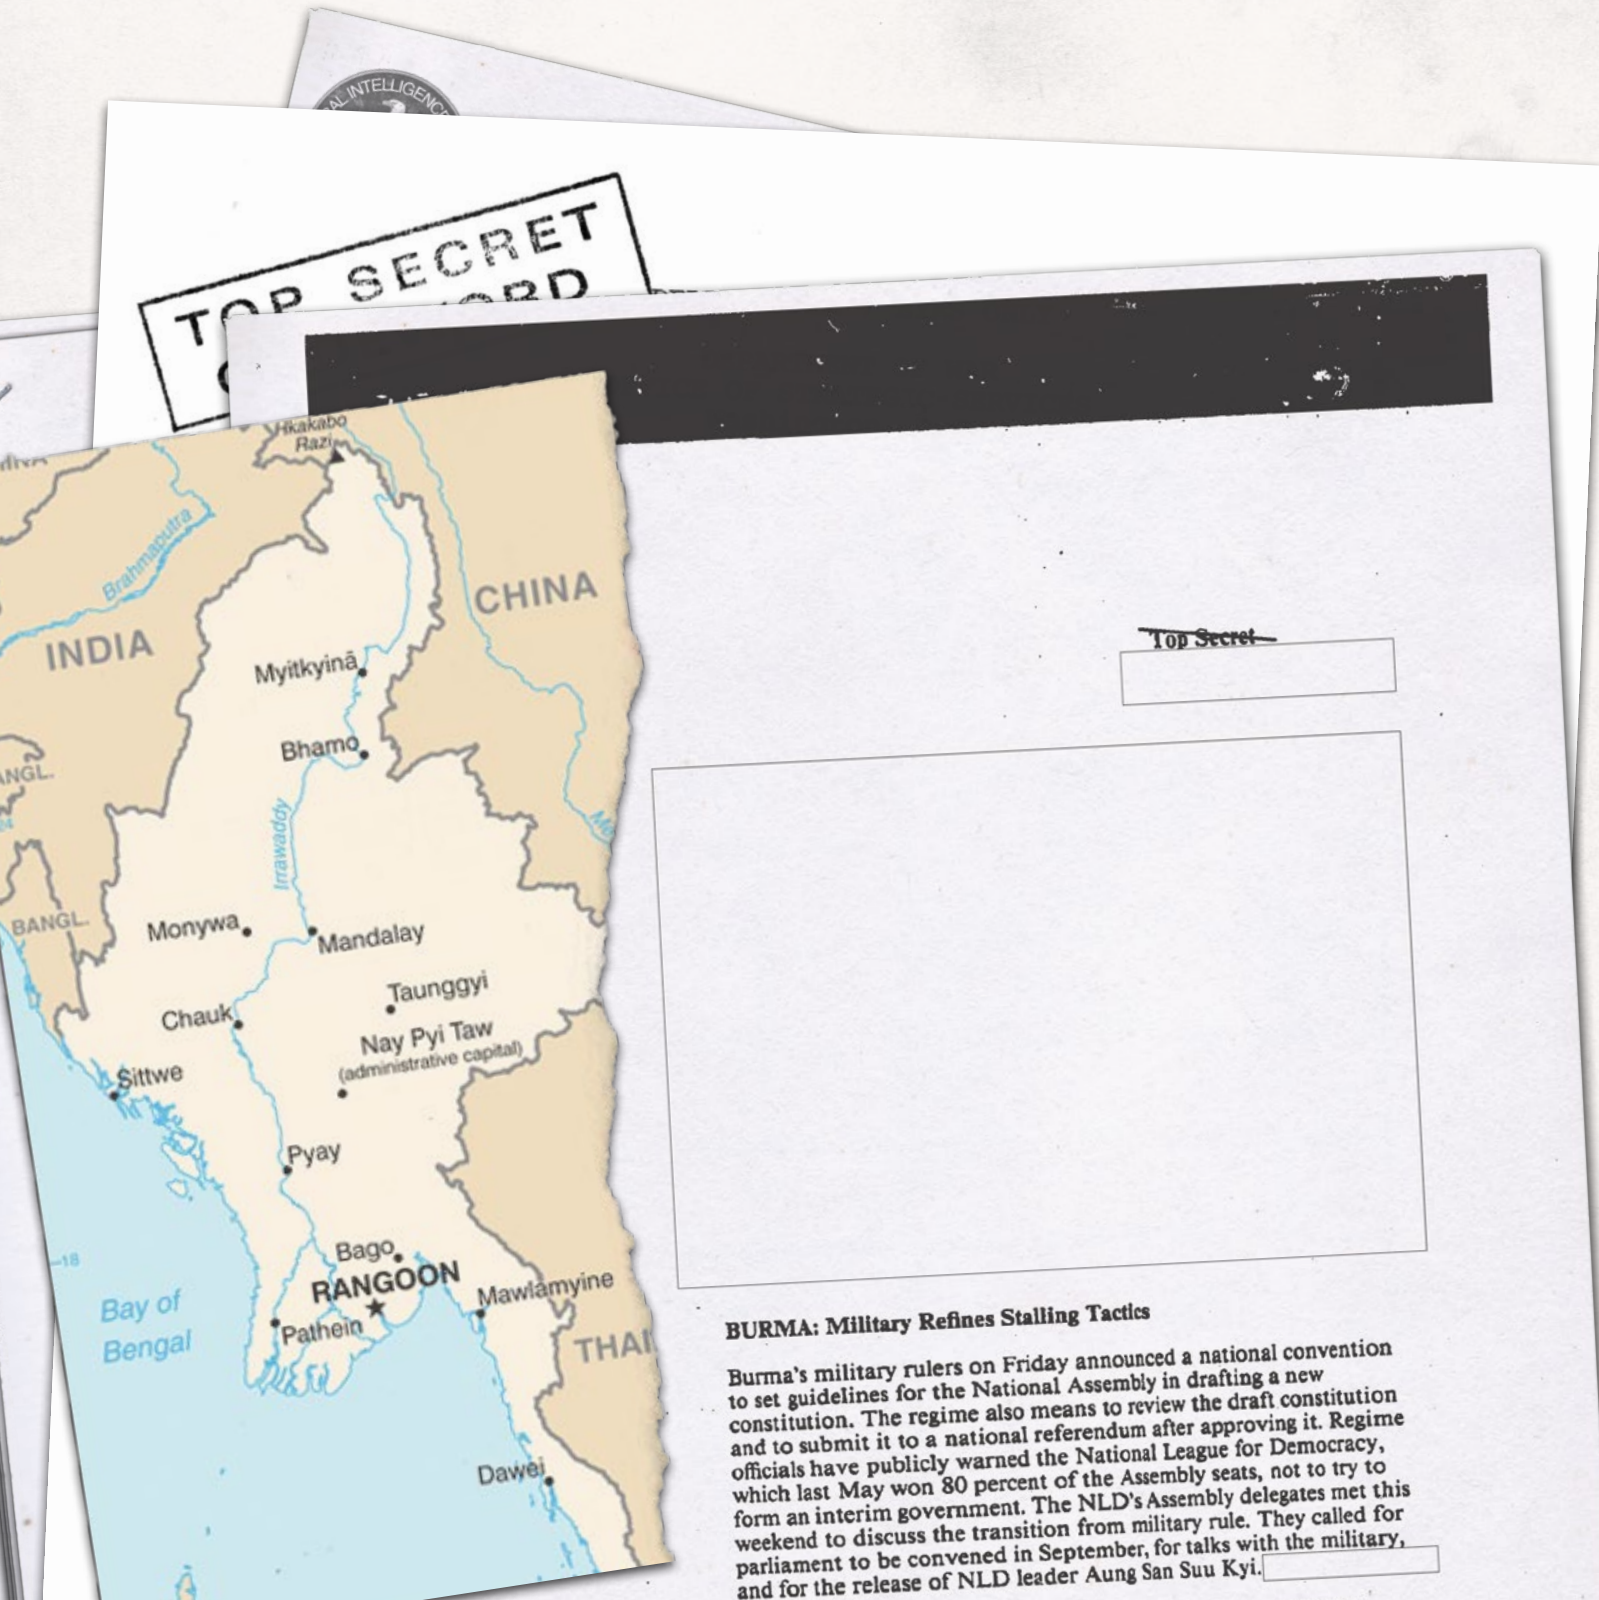 AL INTELLIGENC
TOP SECRET
Top Secret
Hkakabo
Razi
Brahmaputra
CHINA
INDIA
Myitkyinā
Bhamo
ANGL.
24
Irrawaddy
BANGL.
Monywa
Mandalay
Taunggyi
Chauk
Nay Pyi Taw
(administrative capital)
Sittwe
Pyay
18
Bago
RANGOON
Mawlamyine
Bay of
Bengal
Pathein
THAI
Dawei
BURMA: Military Refines Stalling Tactics
Burma's military rulers on Friday announced a national convention
to set guidelines for the National Assembly in drafting a new
constitution. The regime also means to review the draft constitution
and to submit it to a national referendum after approving it. Regime
officials have publicly warned the National League for Democracy,
which last May won 80 percent of the Assembly seats, not to try to
form an interim government. The NLD's Assembly delegates met this
weekend to discuss the transition from military rule. They called for
parliament to be convened in September, for talks with the military,
and for the release of NLD leader Aung San Suu Kyi.